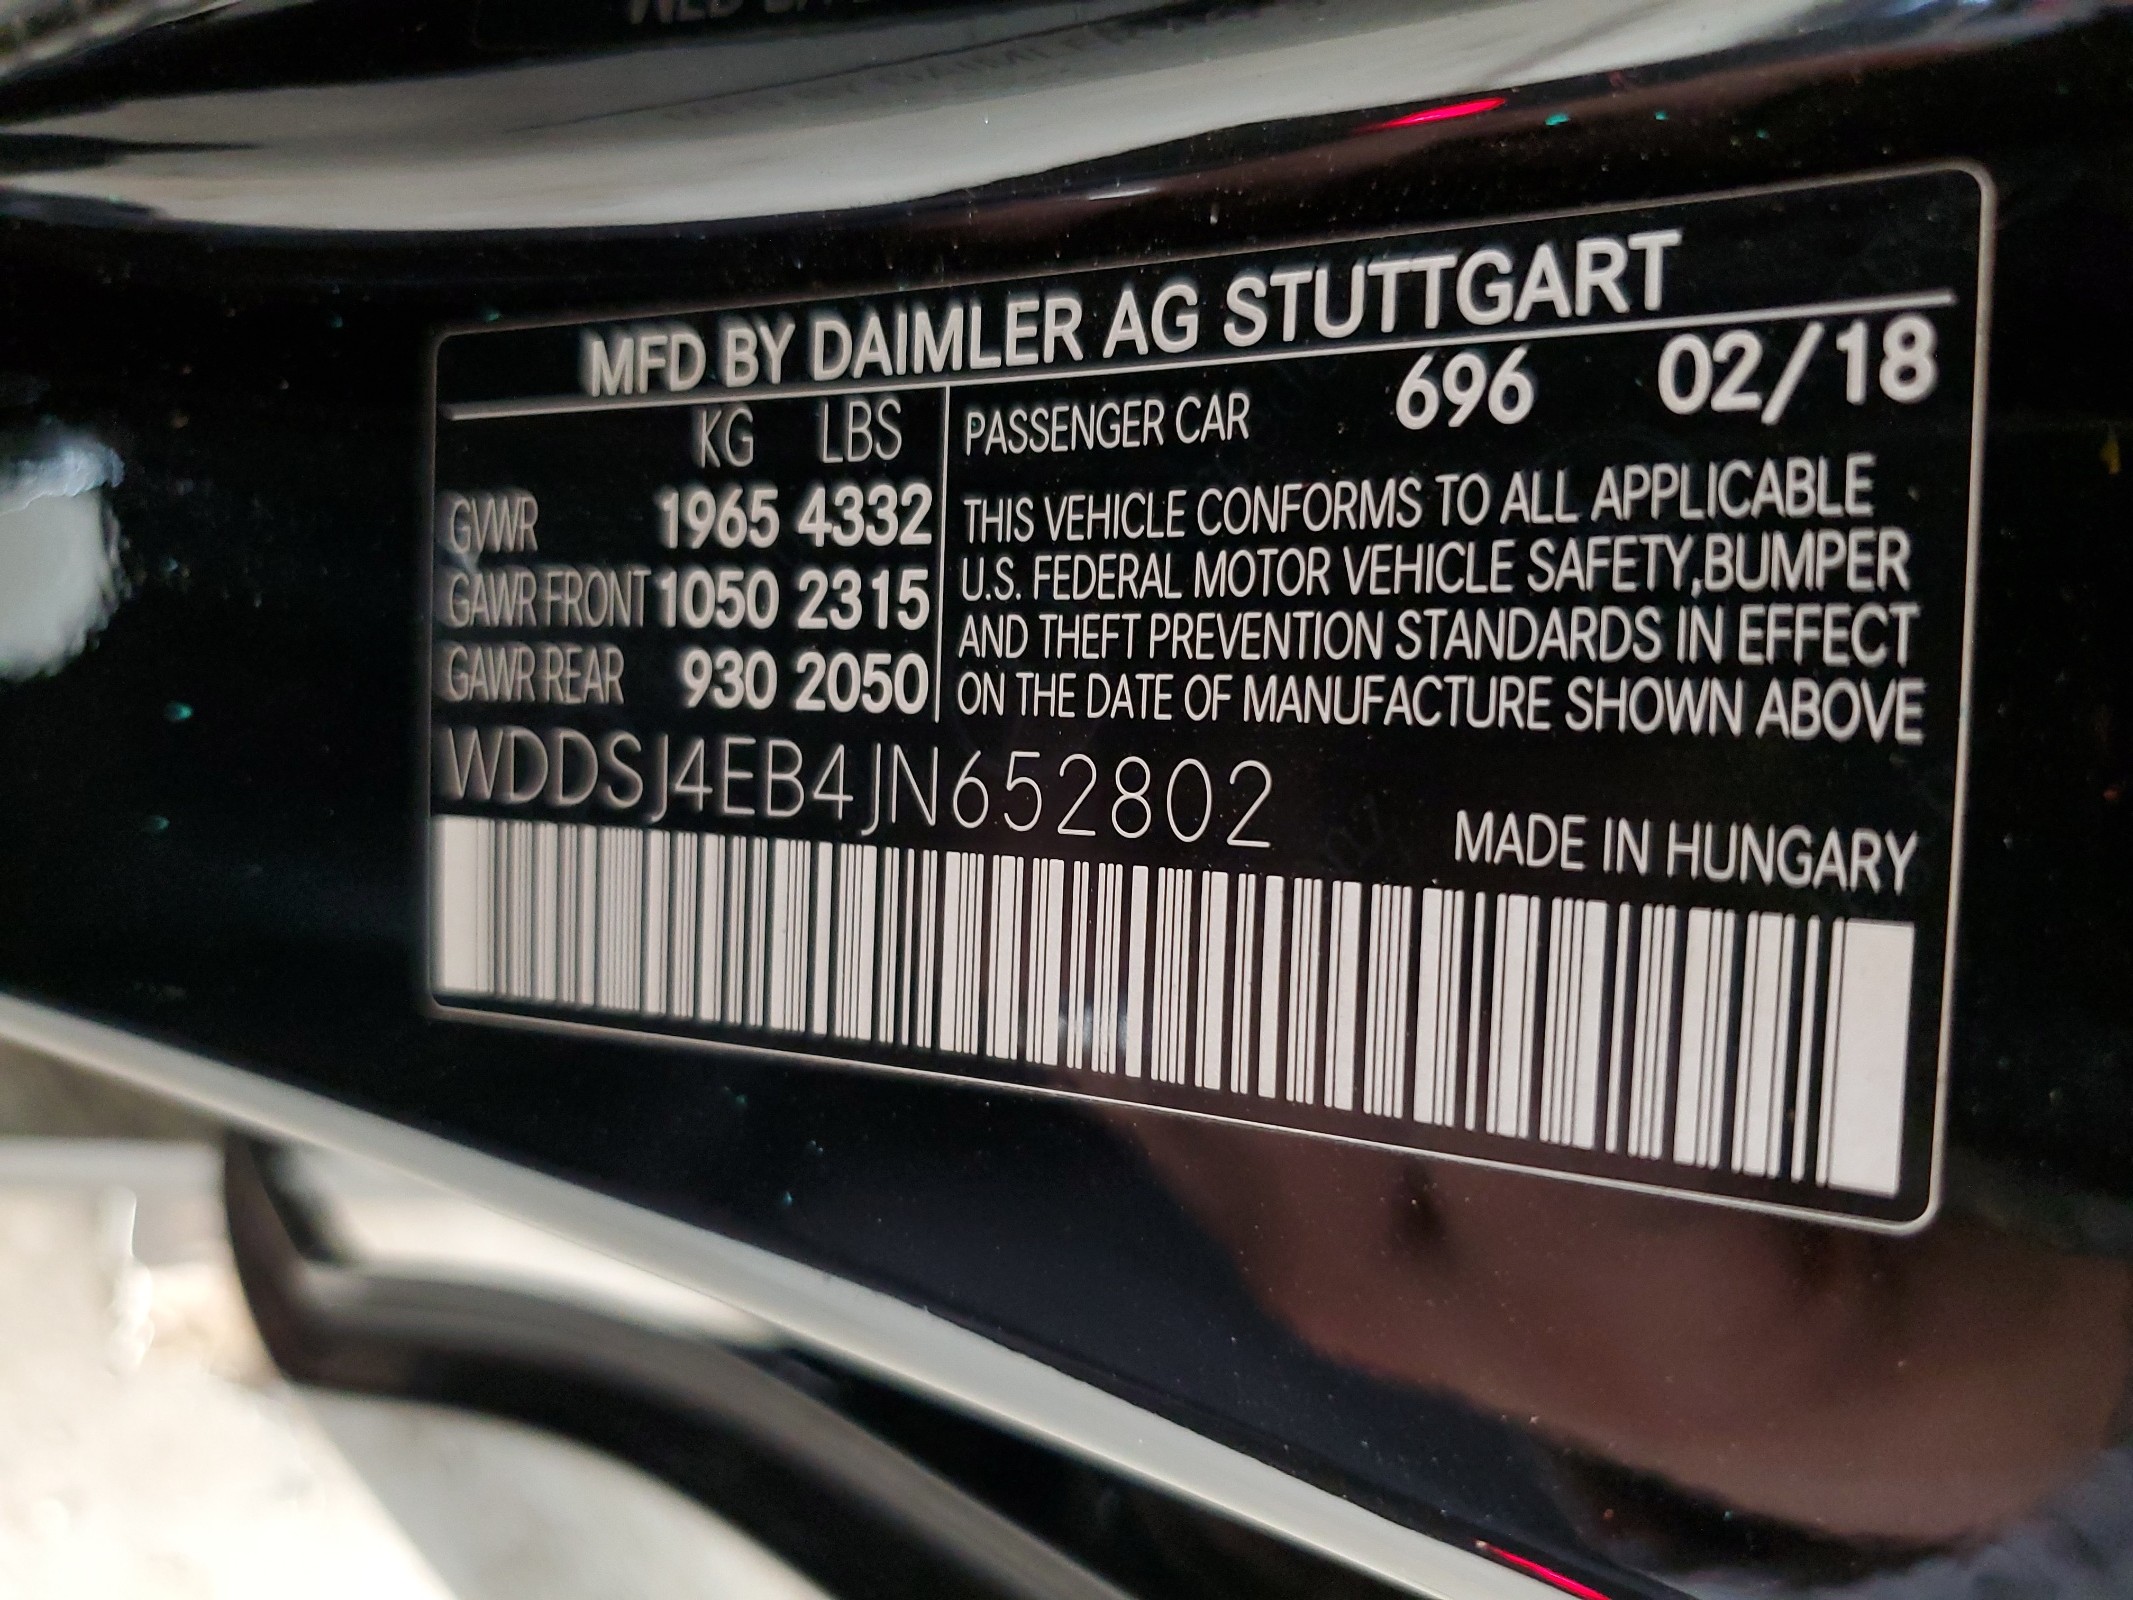 MFD BY DAIMLER AG STUTTGART
KG LBS
GVWR 1965 4332
GAWR FRONT 1050 2315
GAWR REAR 930 2050
PASSENGER CAR 696 02/18
THIS VEHICLE CONFORMS TO ALL APPLICABLE
U.S. FEDERAL MOTOR VEHICLE SAFETY,BUMPER
AND THEFT PREVENTION STANDARDS IN EFFECT
ON THE DATE OF MANUFACTURE SHOWN ABOVE
WDDSJ4EB4JN652802
MADE IN HUNGARY